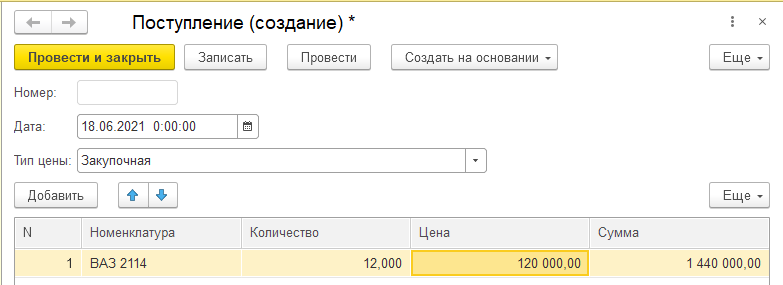 Поступление (создание) *
Провести и закрыть Записать Провести Создать на основании Еще
Номер:
Дата: 18.06.2021 0:00:00
Тип цены: Закупочная
Добавить Еще
N Номенклатура Количество Цена Сумма
1 ВАЗ 2114 12,000 120 000,00 1 440 000,00